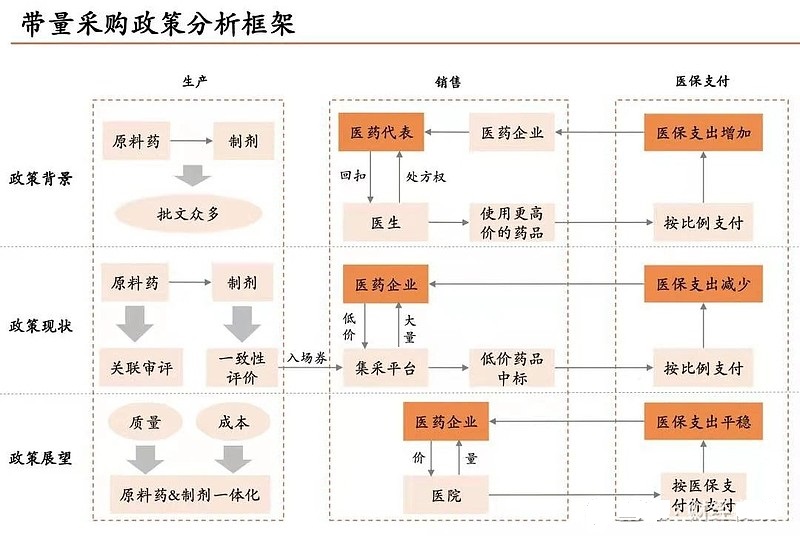 带量采购政策分析框架
生产
销售
医保支付
政策背景
原料药
制剂
批文众多
医药代表
医药企业
回扣
处方权
医生
使用更高
价的药品
医保支出增加
按比例支付
政策现状
原料药
制剂
关联审评
一致性
评价
入场券
医药企业
低
价
大
量
集采平台
低价药品
中标
医保支出减少
按比例支付
政策展望
质量
成本
原料药&制剂一体化
医药企业
价
量
医院
医保支出平稳
按医保支
付价支付